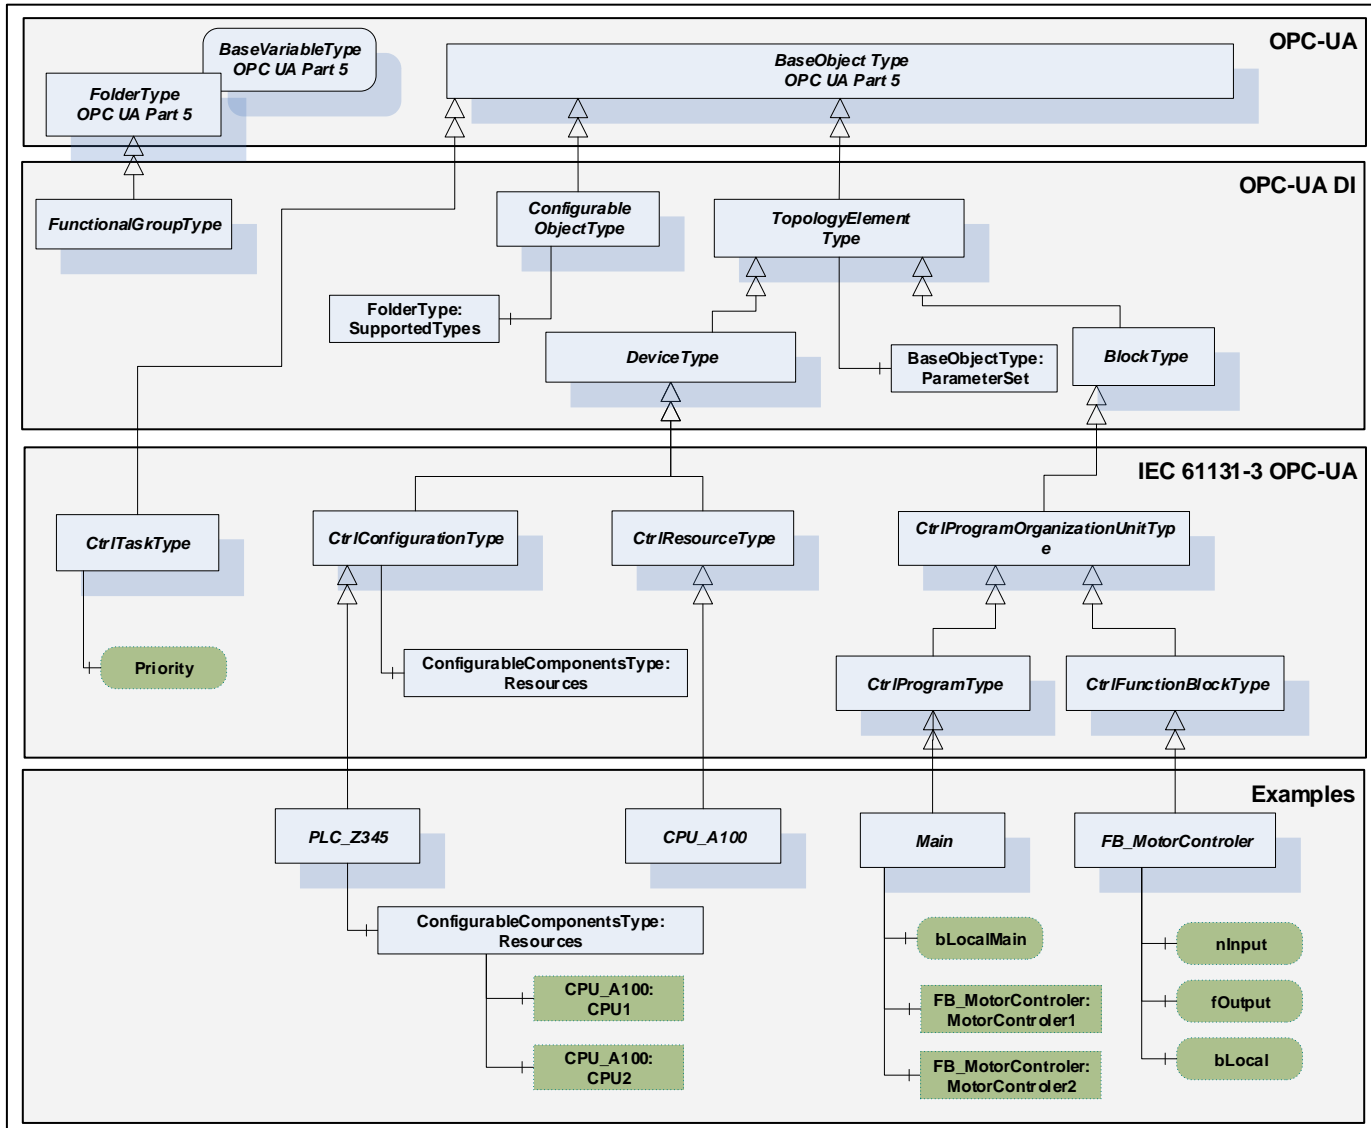 OPC-UA
BaseVariableType
OPC UA Part 5
FolderType
OPC UA Part 5
BaseObject Type
OPC UA Part 5
OPC-UA DI
FunctionalGroupType
Configurable
ObjectType
TopologyElement
Type
FolderType:
SupportedTypes
DeviceType
BaseObjectType:
ParameterSet
BlockType
IEC 61131-3 OPC-UA
CtrlTaskType
CtrlConfigurationType
CtrlResourceType
CtrlProgramOrganizationUnitTyp
e
Priority
ConfigurableComponentsType:
Resources
CtrlProgramType
CtrlFunctionBlockType
Examples
PLC_Z345
CPU_A100
Main
FB_MotorControler
ConfigurableComponentsType:
Resources
CPU_A100:
CPU1
CPU_A100:
CPU2
bLocalMain
FB_MotorControler:
MotorControler1
FB_MotorControler:
MotorControler2
nInput
fOutput
bLocal